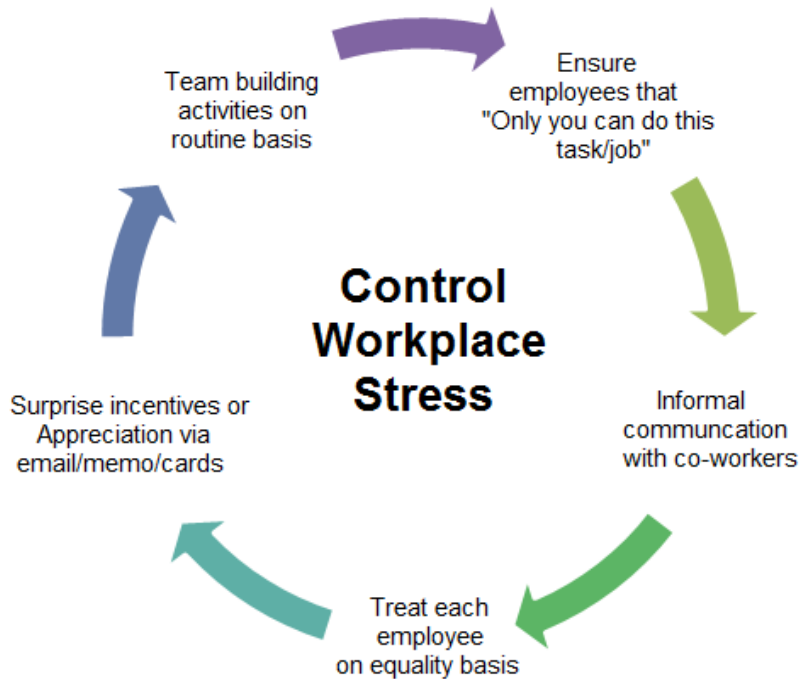 Team building
activities on
routine basis
Ensure
employees that
"Only you can do this
task/job"
Control
Workplace
Stress
Informal
communcation
with co-workers
Surprise incentives or
Appreciation via
email/memo/cards
Treat each
employee
on equality basis